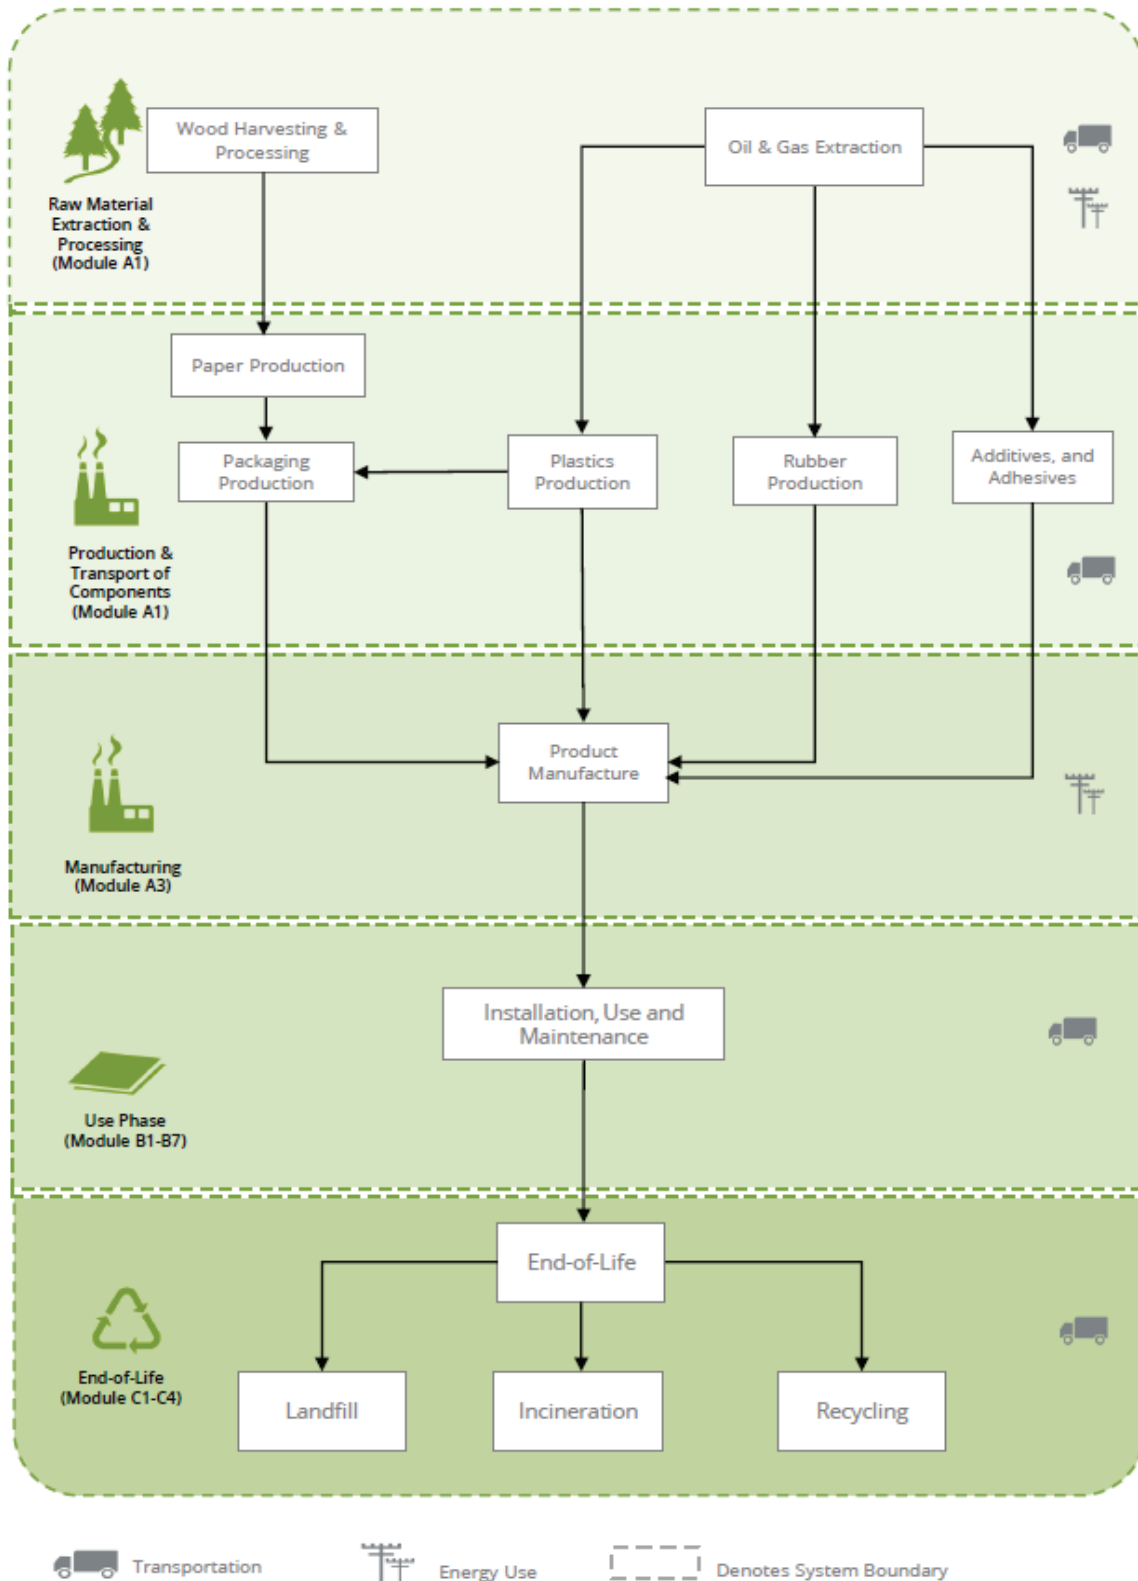 Wood Harvesting &
Processing
Oil & Gas Extraction
Raw Material
Extraction &
Processing
(Module A1)
Paper Production
Packaging
Production
Plastics
Production
Rubber
Production
Additives, and
Adhesives
Production &
Transport of
Components
(Module A1)
Product
Manufacture
Manufacturing
(Module A3)
Installation, Use and
Maintenance
Use Phase
(Module B1-B7)
End-of-Life
End-of-Life
(Module C1-C4)
Landfill
Incineration
Recycling
Transportation
Energy Use
Denotes System Boundary